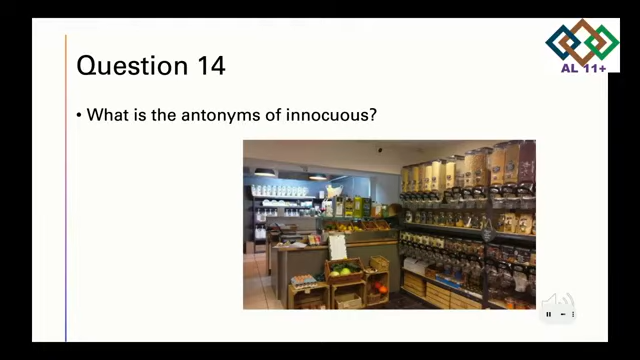 AL 11+
Question 14
• What is the antonyms of innocuous?